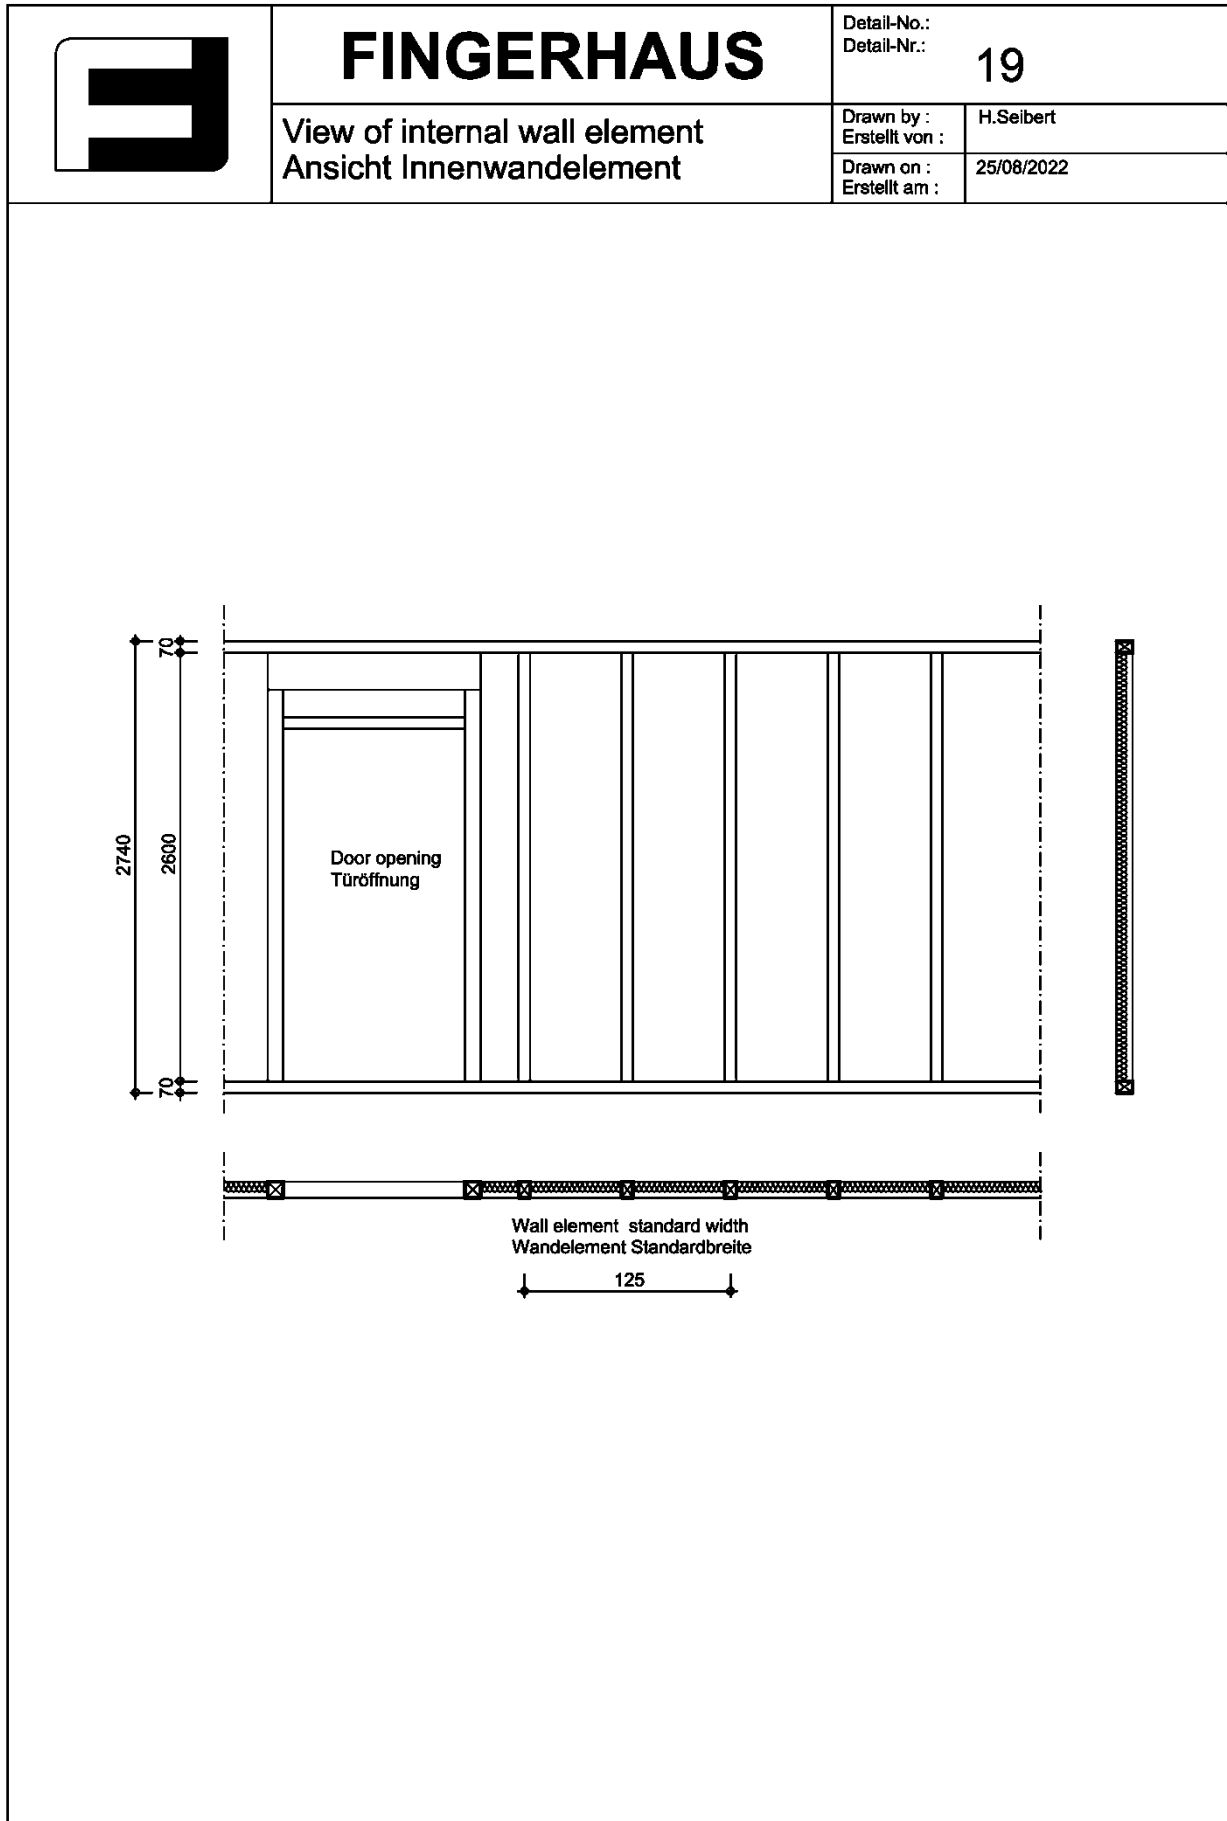 FINGERHAUS
View of internal wall element
Ansicht Innenwandelement
Detail-No.:
Detail-Nr.:
19
Drawn by :
Erstellt von :
H.Seibert
Drawn on :
Erstellt am :
25/08/2022
70
2740
2600
70
Door opening
Türöffnung
Wall element standard width
Wandelement Standardbreite
125